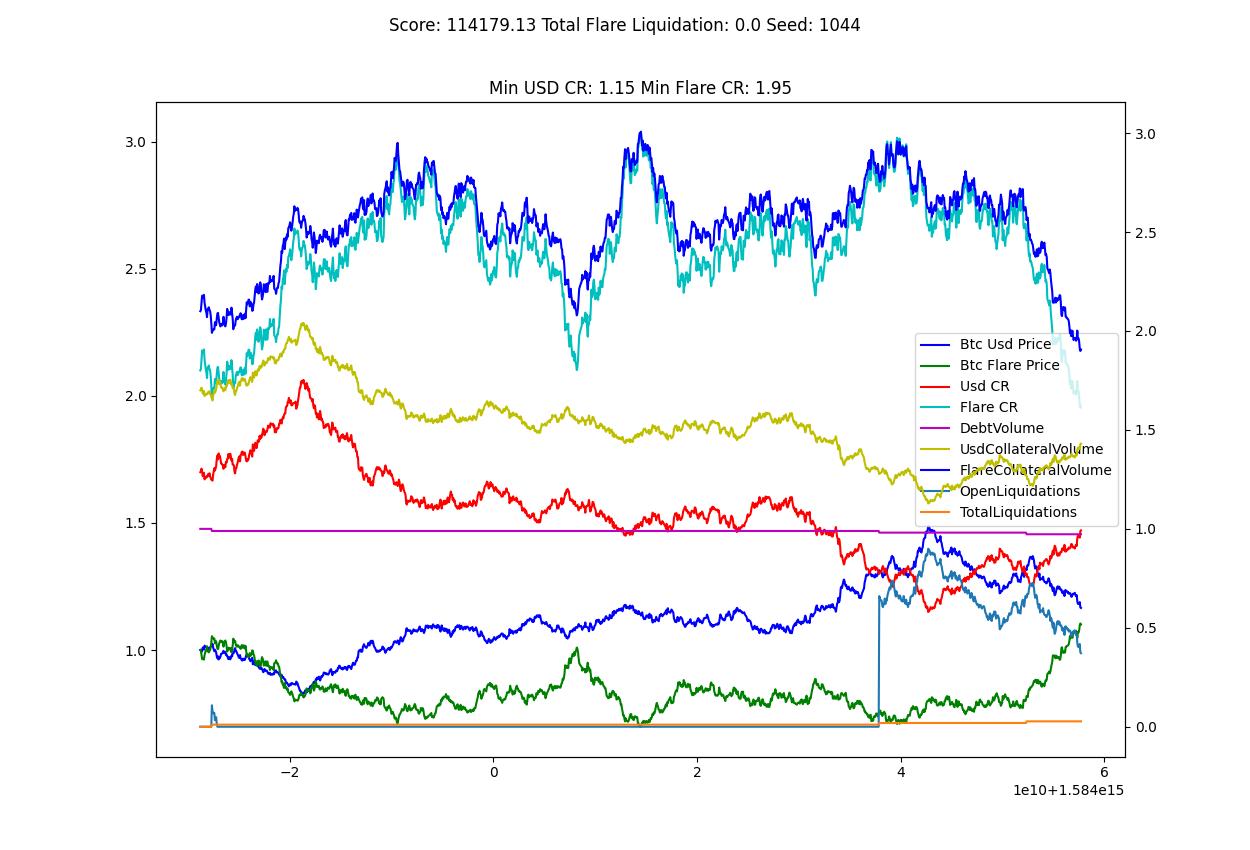 Score: 114179.13 Total Flare Liquidation: 0.0 Seed: 1044
Min USD CR: 1.15 Min Flare CR: 1.95
3.0
2.5
2.0
1.5
1.0
3.0
2.5
2.0
1.5
1.0
0.5
0.0
Btc Usd Price
Btc Flare Price
Usd CR
Flare CR
DebtVolume
UsdCollateralVolume
FlareCollateralVolume
OpenLiquidations
TotalLiquidations
−2 0 2 4 6
1e10+1.584e15